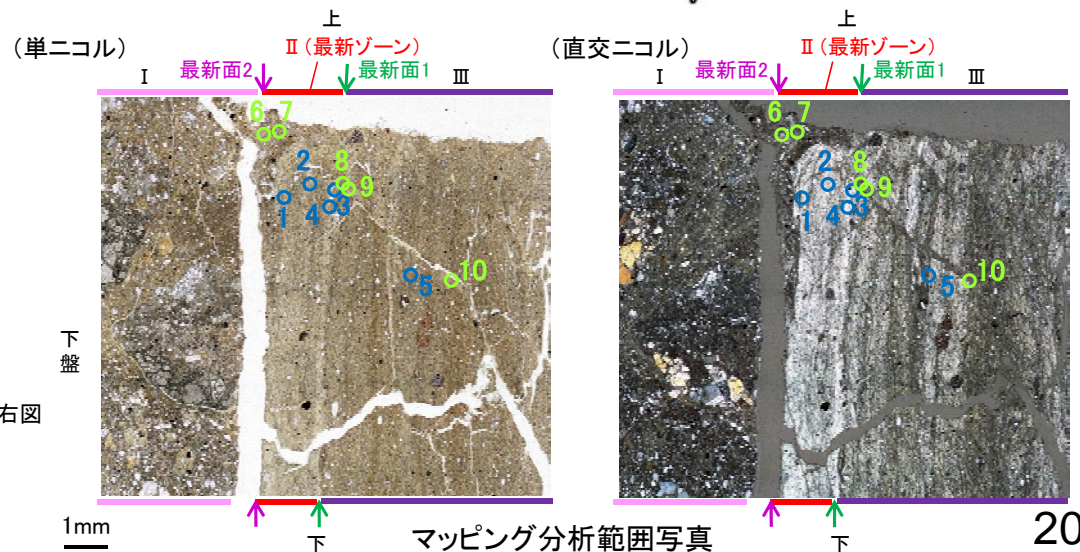 上
(単ニコル)
Ⅱ(最新ゾーン)
Ⅰ
最新面2
最新面1
Ⅲ
6 7
2
8
9
1
4 3
5
10
下盤
右図
1mm
下
上
(直交ニコル)
Ⅱ(最新ゾーン)
Ⅰ
最新面2
最新面1
Ⅲ
6 7
2
8
9
1
4 3
5
10
下
マッピング分析範囲写真
20